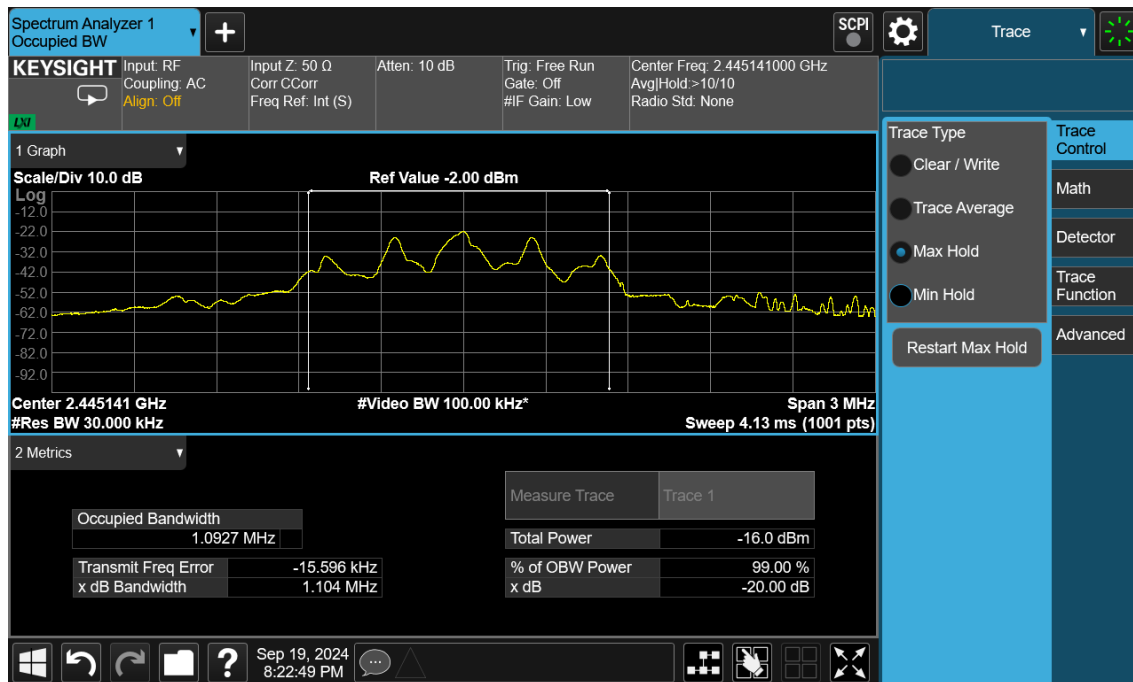 Spectrum Analyzer 1
Occupied BW
+
SCPI
Trace
KEYSIGHT
Input: RF
Coupling: AC
Align: Off
Input Z: 50 Ω
Corr CCorr
Freq Ref: Int (S)
Atten: 10 dB
Trig: Free Run
Gate: Off
#IF Gain: Low
Center Freq: 2.445141000 GHz
Avg|Hold:>10/10
Radio Std: None
LXI
1 Graph
Scale/Div 10.0 dB
Ref Value -2.00 dBm
Log
-12.0
-22.0
-32.0
-42.0
-52.0
-62.0
-72.0
-82.0
-92.0
Center 2.445141 GHz
#Video BW 100.00 kHz*
Span 3 MHz
#Res BW 30.000 kHz
Sweep 4.13 ms (1001 pts)
2 Metrics
Measure Trace
Trace 1
Occupied Bandwidth
1.0927 MHz
Total Power
-16.0 dBm
Transmit Freq Error
-15.596 kHz
% of OBW Power
99.00 %
x dB Bandwidth
1.104 MHz
x dB
-20.00 dB
Trace Type
Clear / Write
Trace Average
Max Hold
Min Hold
Restart Max Hold
Trace
Control
Math
Detector
Trace
Function
Advanced
?
Sep 19, 2024
8:22:49 PM